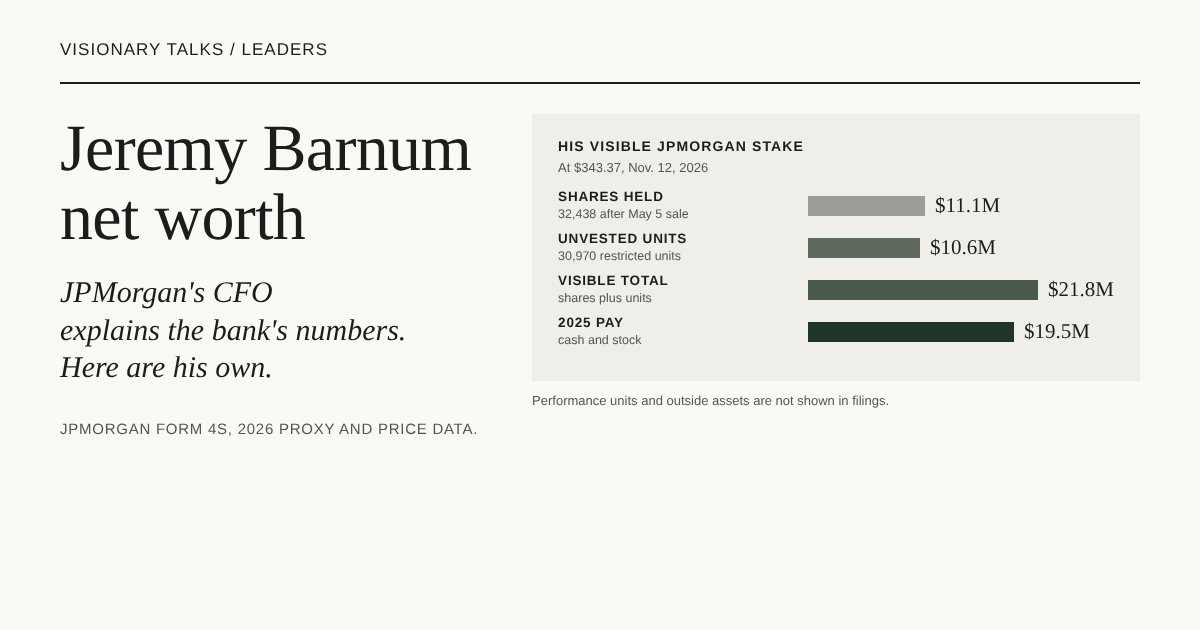 VISIONARY TALKS / LEADERS
Jeremy Barnum
net worth
JPMorgan's CFO
explains the bank's numbers.
Here are his own.
JPMORGAN FORM 4S, 2026 PROXY AND PRICE DATA.
HIS VISIBLE JPMORGAN STAKE
At $343.37, Nov. 12, 2026
SHARES HELD
32,438 after May 5 sale
$11.1M
UNVESTED UNITS
30,970 restricted units
$10.6M
VISIBLE TOTAL
shares plus units
$21.8M
2025 PAY
cash and stock
$19.5M
Performance units and outside assets are not shown in filings.